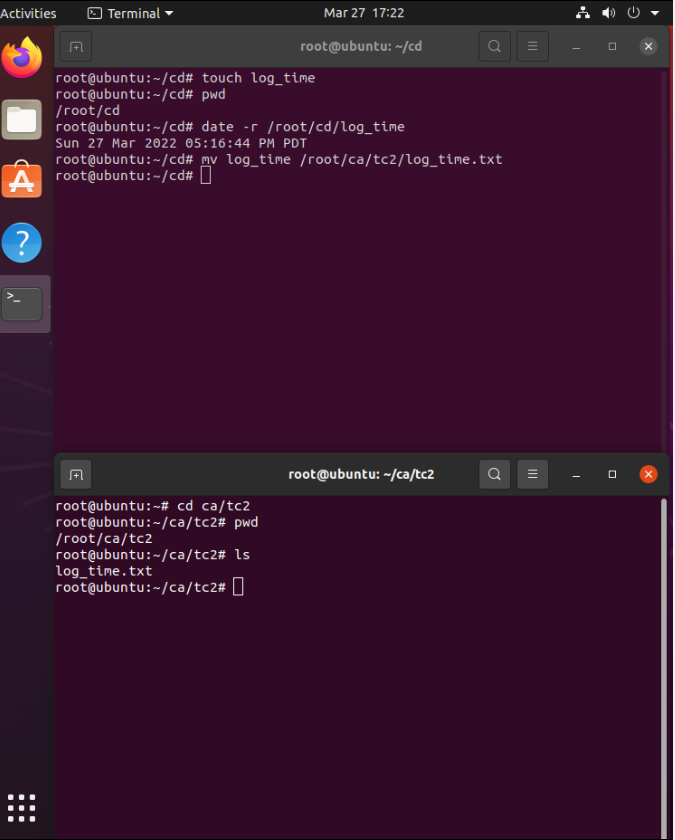 Activities Terminal Mar 27 17:22
root@ubuntu: ~/cd
root@ubuntu:~/cd# touch log_time
root@ubuntu:~/cd# pwd
/root/cd
root@ubuntu:~/cd# date -r /root/cd/log_time
Sun 27 Mar 2022 05:16:44 PM PDT
root@ubuntu:~/cd# mv log_time /root/ca/tc2/log_time.txt
root@ubuntu:~/cd#
root@ubuntu: ~/ca/tc2
root@ubuntu:~# cd ca/tc2
root@ubuntu:~/ca/tc2# pwd
/root/ca/tc2
root@ubuntu:~/ca/tc2# ls
log_time.txt
root@ubuntu:~/ca/tc2#